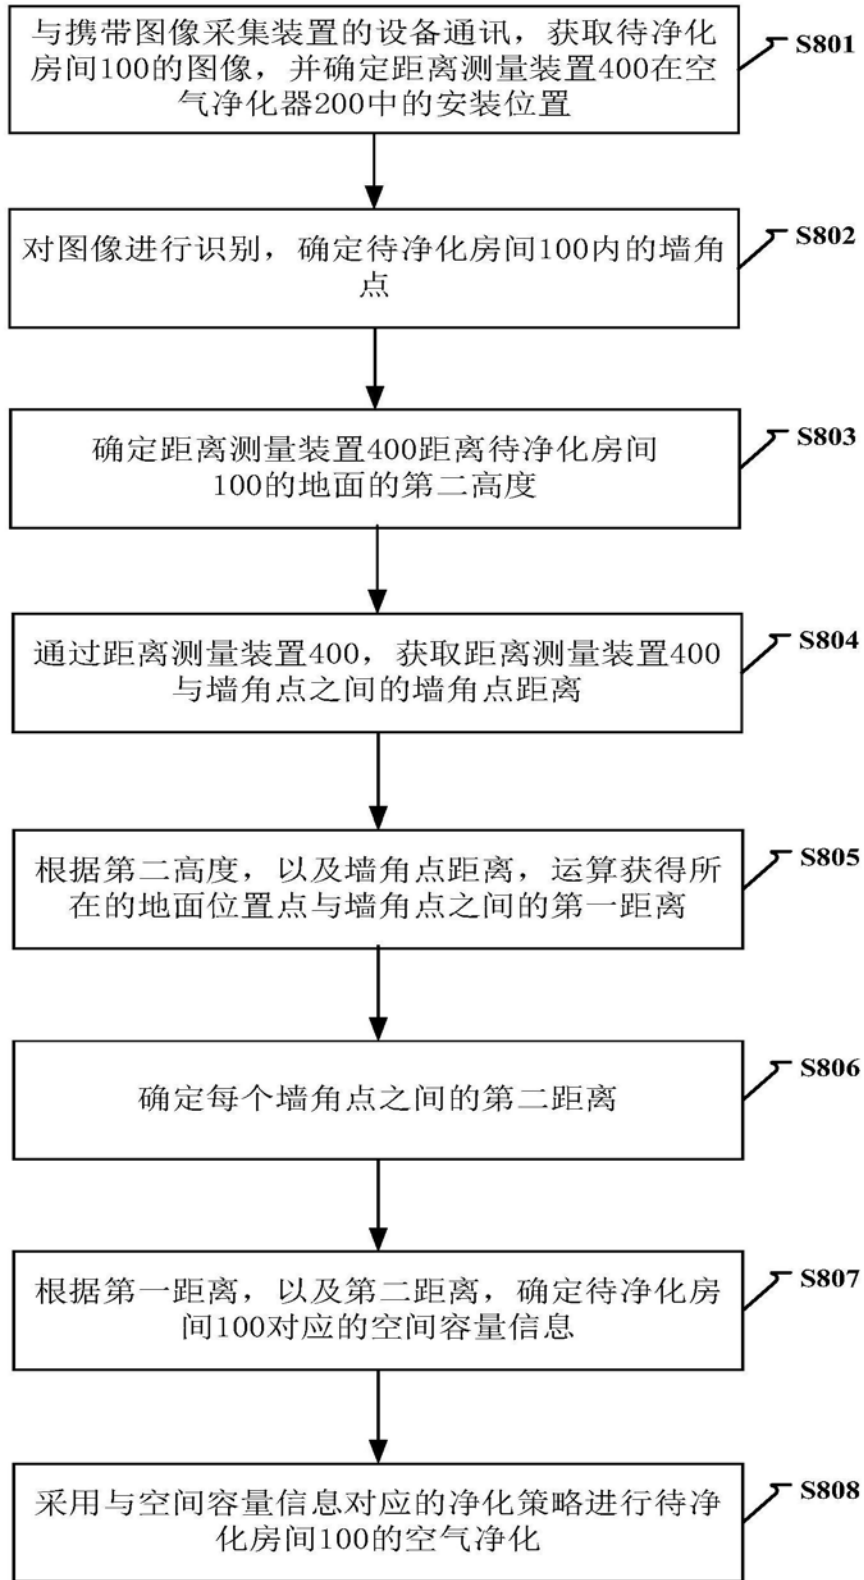 与携带图像采集装置的设备通讯，获取待净化
房间100的图像，并确定距离测量装置400在空
气净化器200中的安装位置
S801
对图像进行识别，确定待净化房间100内的墙角
点
S802
确定距离测量装置400距离待净化房间
100的地面的第二高度
S803
通过距离测量装置400，获取距离测量装置400
与墙角点之间的墙角点距离
S804
根据第二高度，以及墙角点距离，运算获得所
在的地面位置点与墙角点之间的第一距离
S805
确定每个墙角点之间的第二距离
S806
根据第一距离，以及第二距离，确定待净化房
间100对应的空间容量信息
S807
采用与空间容量信息对应的净化策略进行待净
化房间100的空气净化
S808